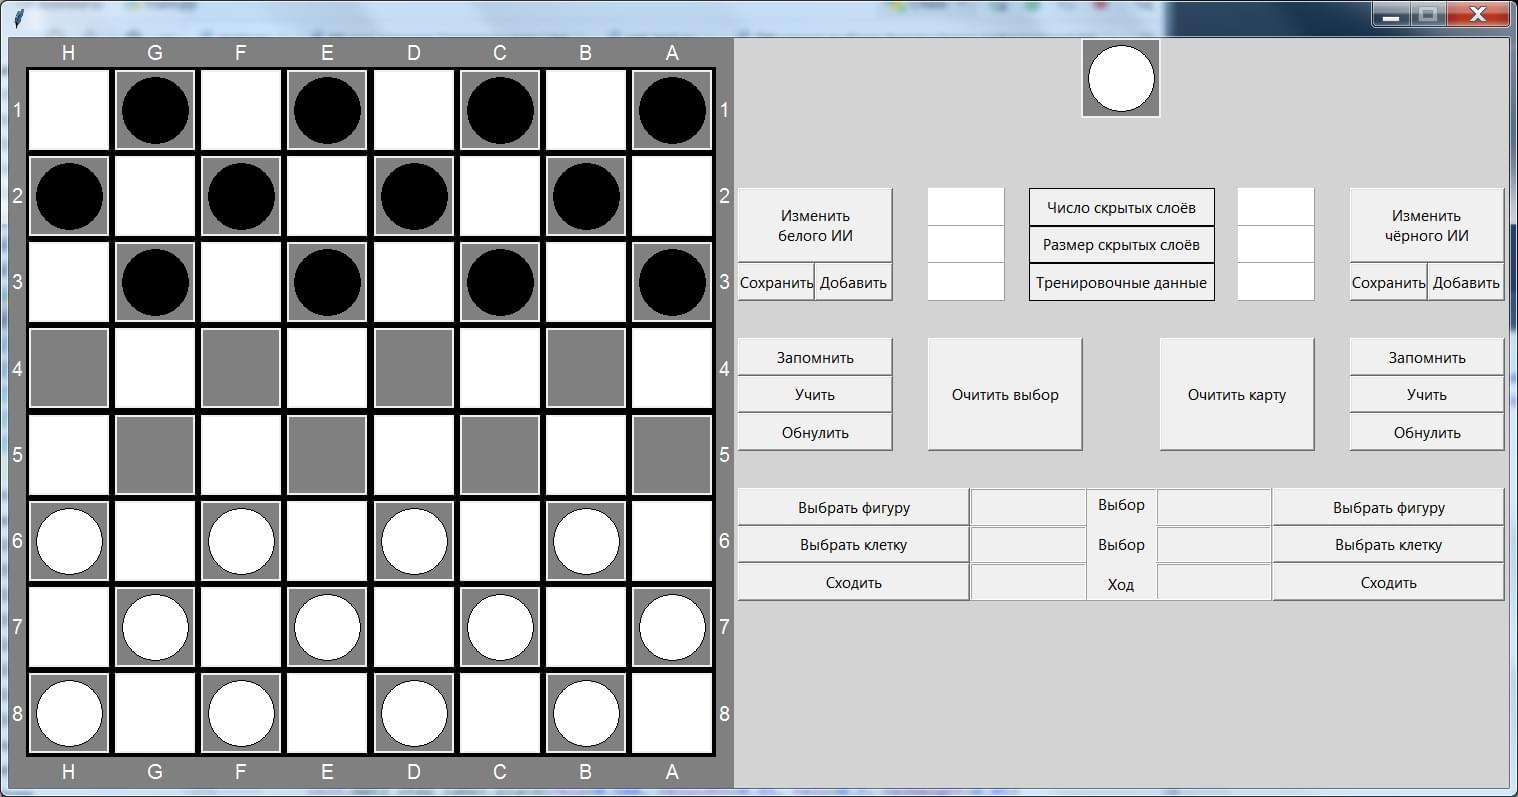 H G F E D C B A
1 1
2 2
3 3
4 4
5 5
6 6
7 7
8 8
H G F E D C B A
Изменить
белого ИИ
Сохранить Добавить
Число скрытых слоёв
Размер скрытых слоёв
Тренировочные данные
Изменить
чёрного ИИ
Сохранить Добавить
Запомнить
Учить
Обнулить
Очитить выбор
Очитить карту
Запомнить
Учить
Обнулить
Выбрать фигуру Выбор Выбрать фигуру
Выбрать клетку Выбор Выбрать клетку
Сходить Ход Сходить